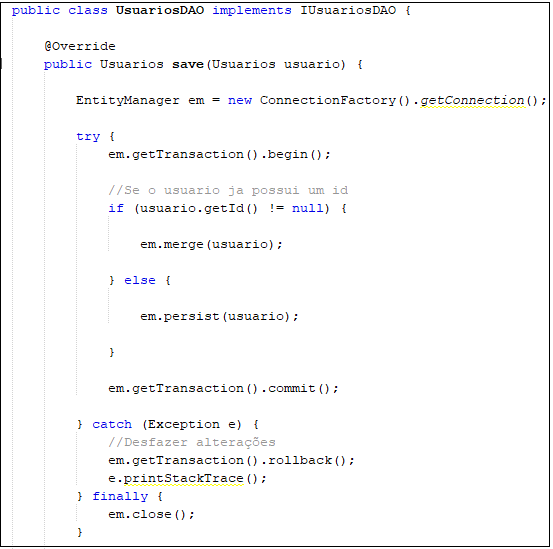 public class UsuariosDAO implements IUsuariosDAO {
@Override
public Usuarios save(Usuarios usuario) {
EntityManager em = new ConnectionFactory().getConnection();
try {
em.getTransaction().begin();
//Se o usuario ja possui um id
if (usuario.getId() != null) {
em.merge(usuario);
} else {
em.persist(usuario);
}
em.getTransaction().commit();
} catch (Exception e) {
//Desfazer alterações
em.getTransaction().rollback();
e.printStackTrace();
} finally {
em.close();
}